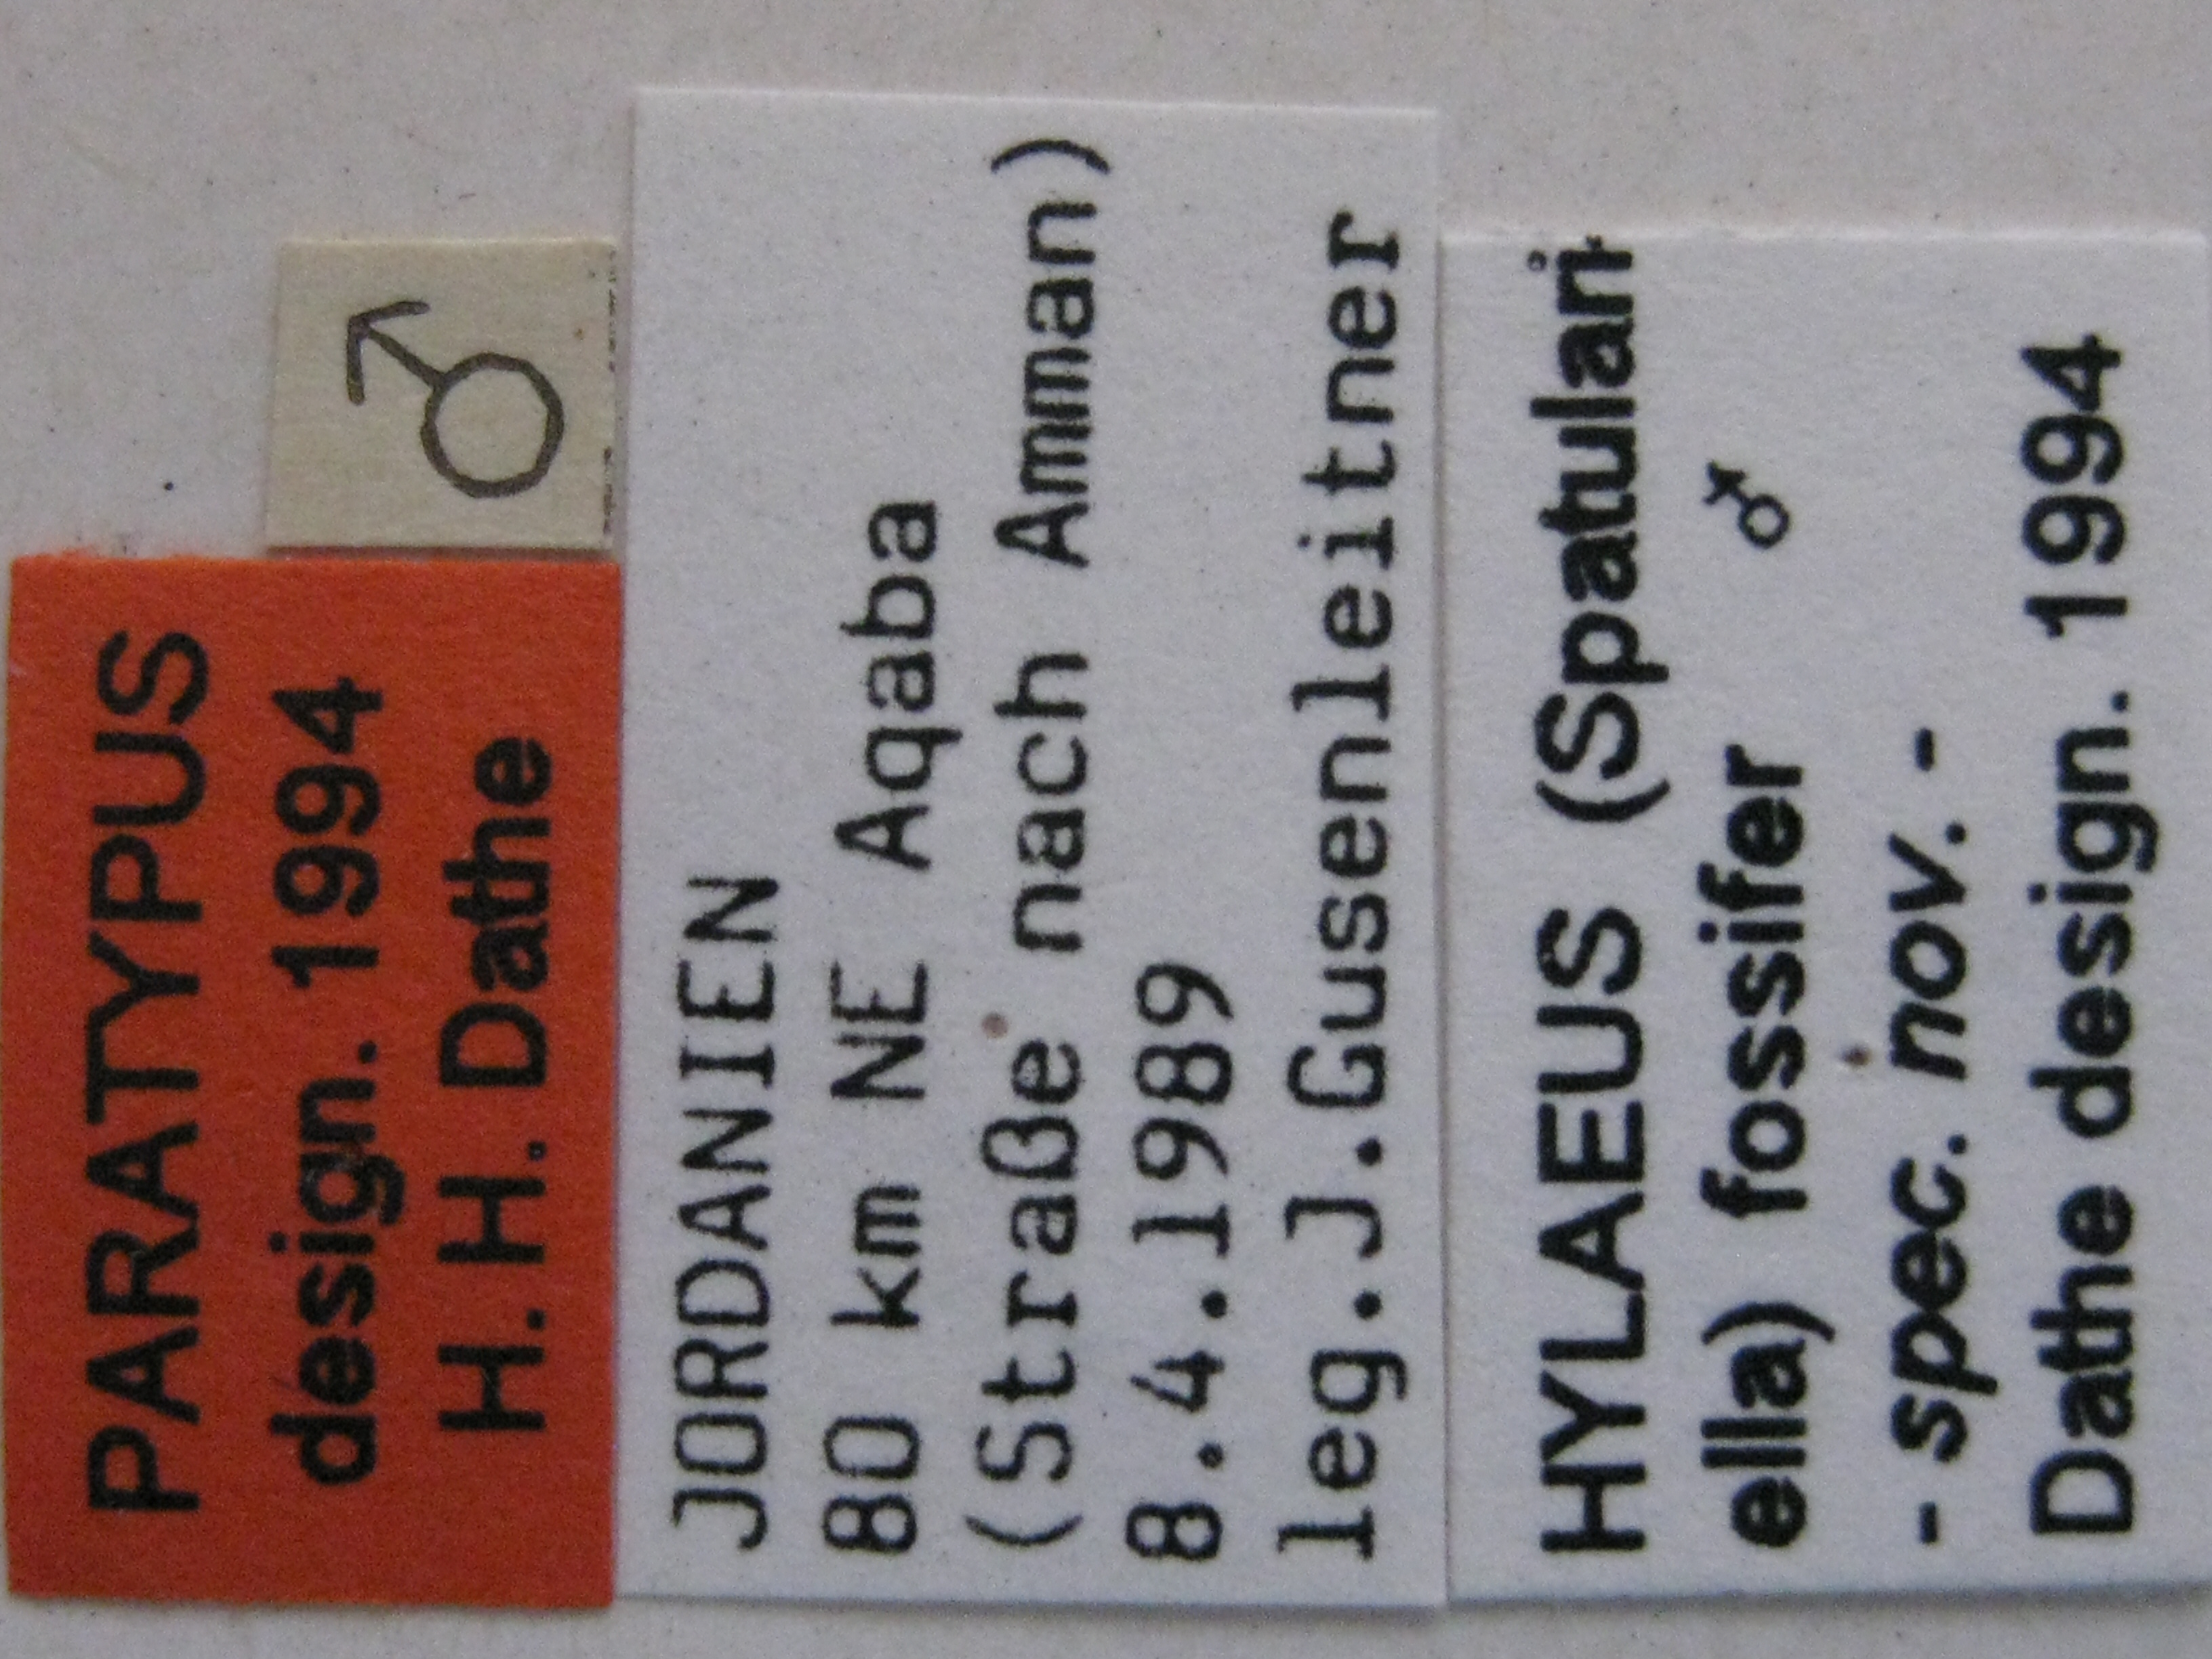 PARATYPUS
design. 1994
H. H. Dathe
♂
JORDANIEN
80 km NE Aqaba
(Straße nach Amman)
8.4.1989
leg.J.Gusenleitner
HYLAEUS (Spatulari-
ella) fossifer ♂
- spec. nov. -
Dathe design. 1994